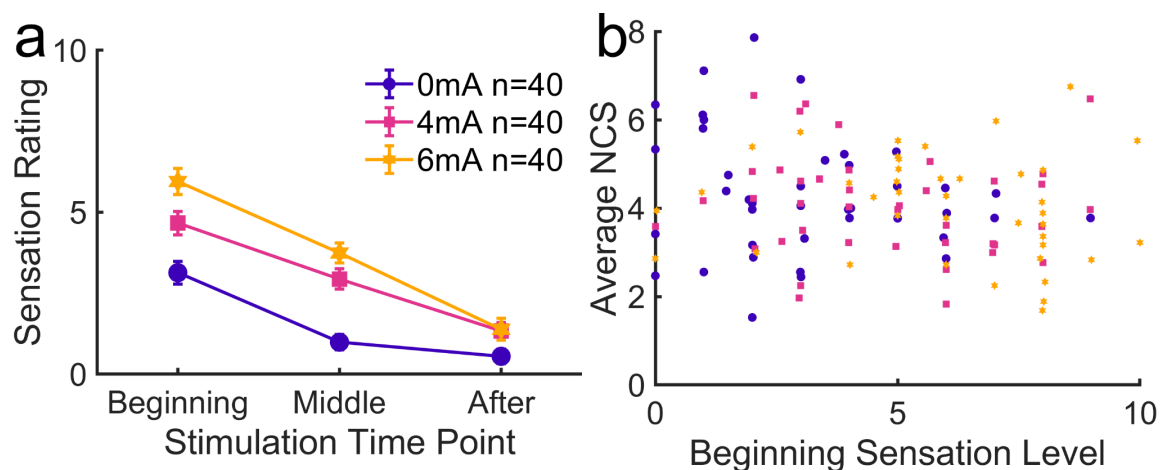 a
10
5
0
Sensation Rating
0mA n=40
4mA n=40
6mA n=40
Beginning Middle After
Stimulation Time Point
b
8
6
4
2
0
Average NCS
0 5 10
Beginning Sensation Level